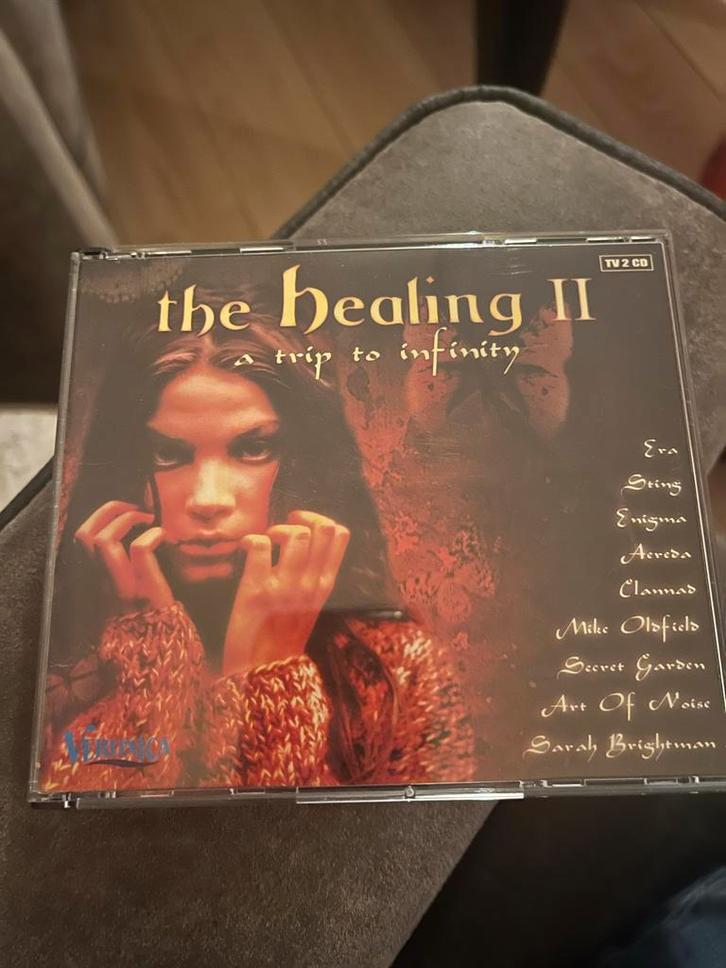 TV 2 CD
the healing II
a trip to infinity
Era
Sting
Enigma
Aereda
Clannad
Mike Oldfield
Secret Garden
Art Of Noise
Sarah Brightman
VERONICA